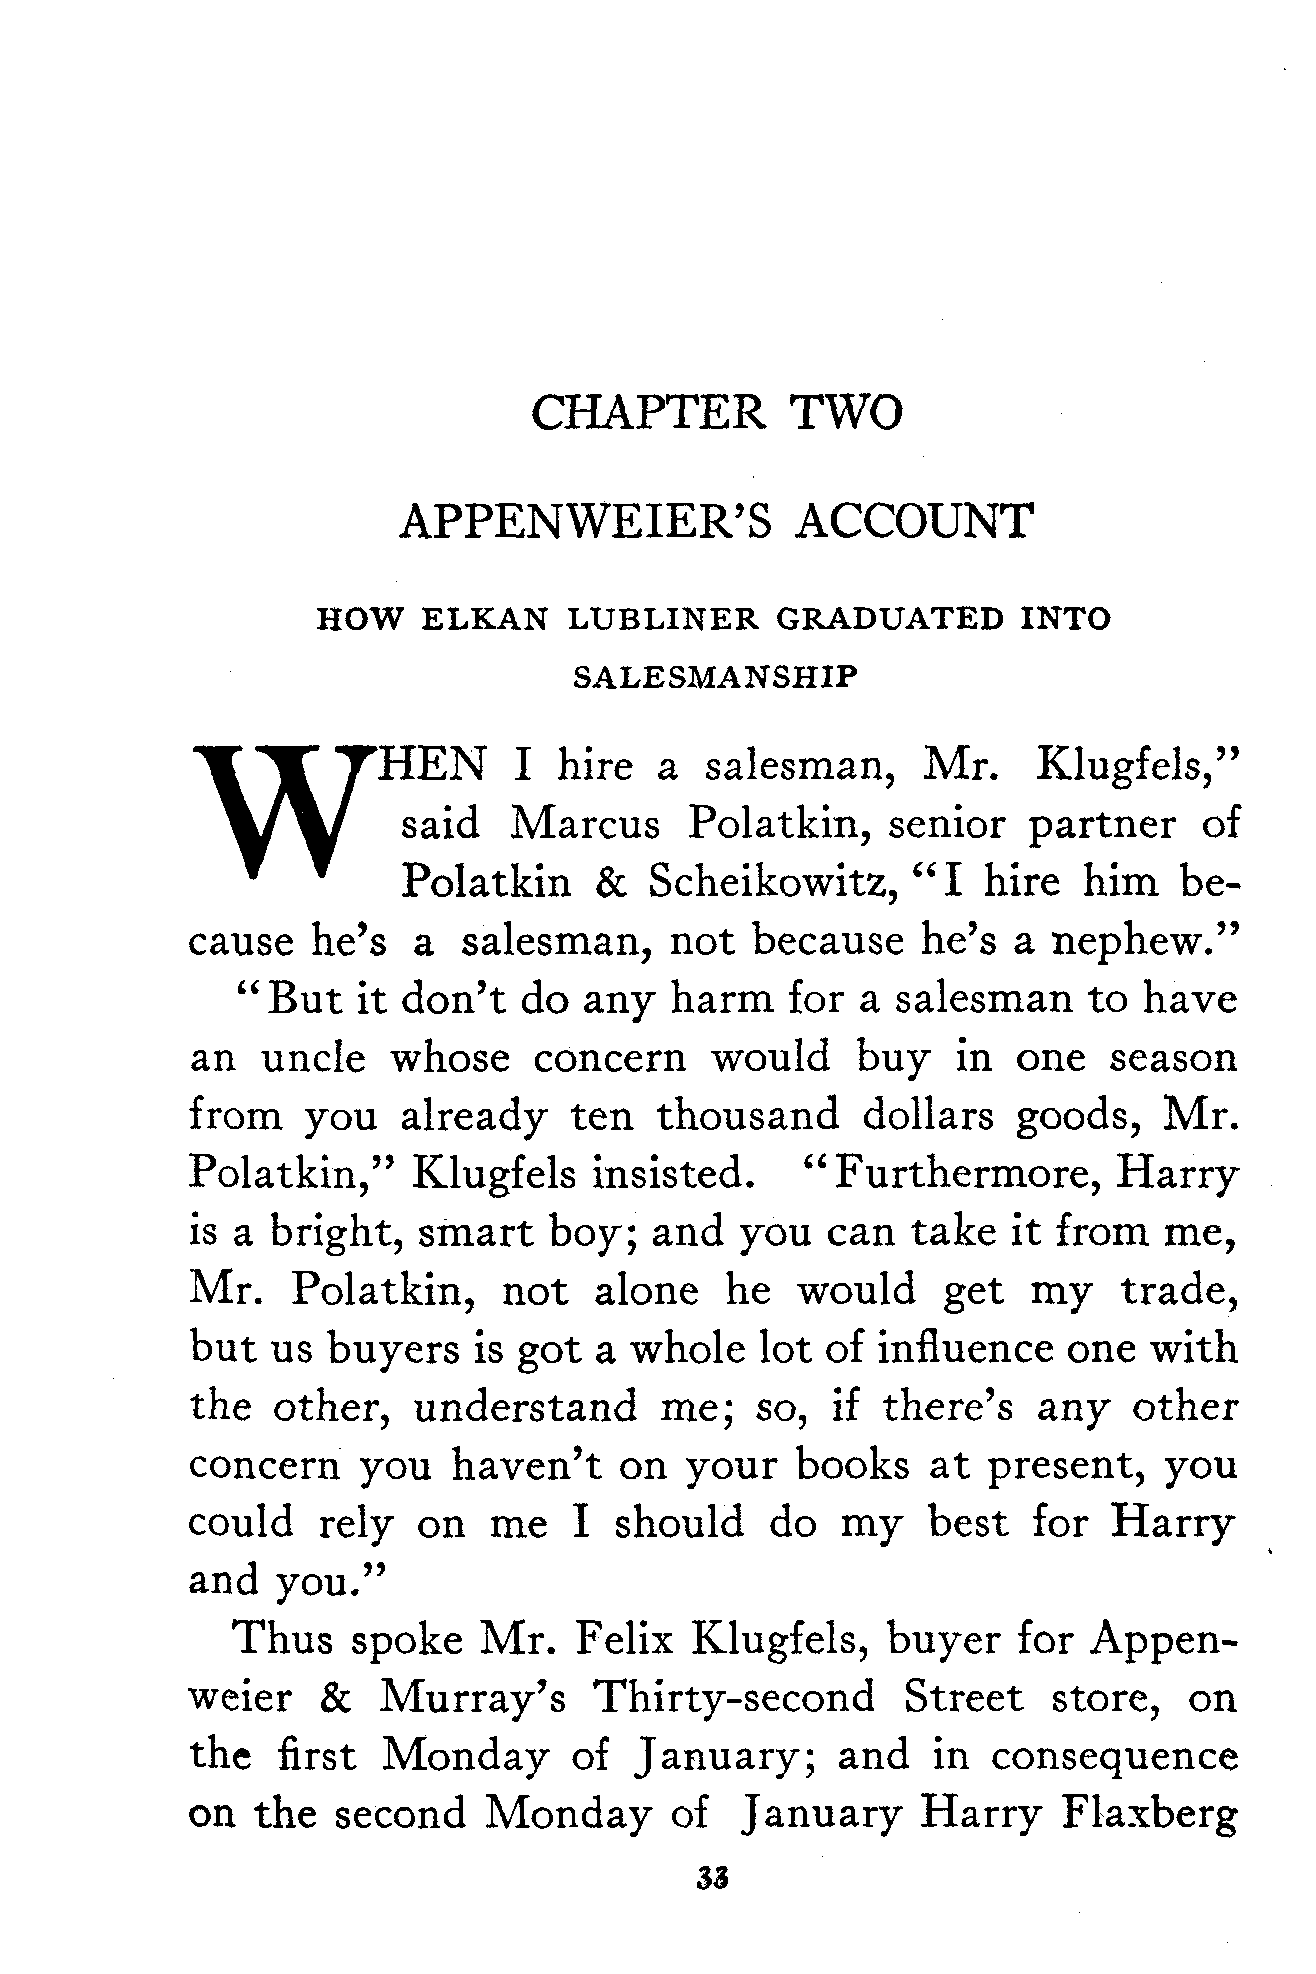 CHAPTER TWO
APPENWEIER'S ACCOUNT
HOW ELKAN LUBLINER GRADUATED INTO
SALESMANSHIP
WHEN I hire a salesman, Mr. Klugfels,”
said Marcus Polatkin, senior partner of
Polatkin & Scheikowitz, “I hire him be-
cause he’s a salesman, not because he’s a nephew.”
“But it don’t do any harm for a salesman to have
an uncle whose concern would buy in one season
from you already ten thousand dollars goods, Mr.
Polatkin,” Klugfels insisted. “Furthermore, Harry
is a bright, smart boy; and you can take it from me,
Mr. Polatkin, not alone he would get my trade,
but us buyers is got a whole lot of influence one with
the other, understand me; so, if there’s any other
concern you haven’t on your books at present, you
could rely on me I should do my best for Harry
and you.”
Thus spoke Mr. Felix Klugfels, buyer for Appen-
weier & Murray’s Thirty-second Street store, on
the first Monday of January; and in consequence
on the second Monday of January Harry Flaxberg
33